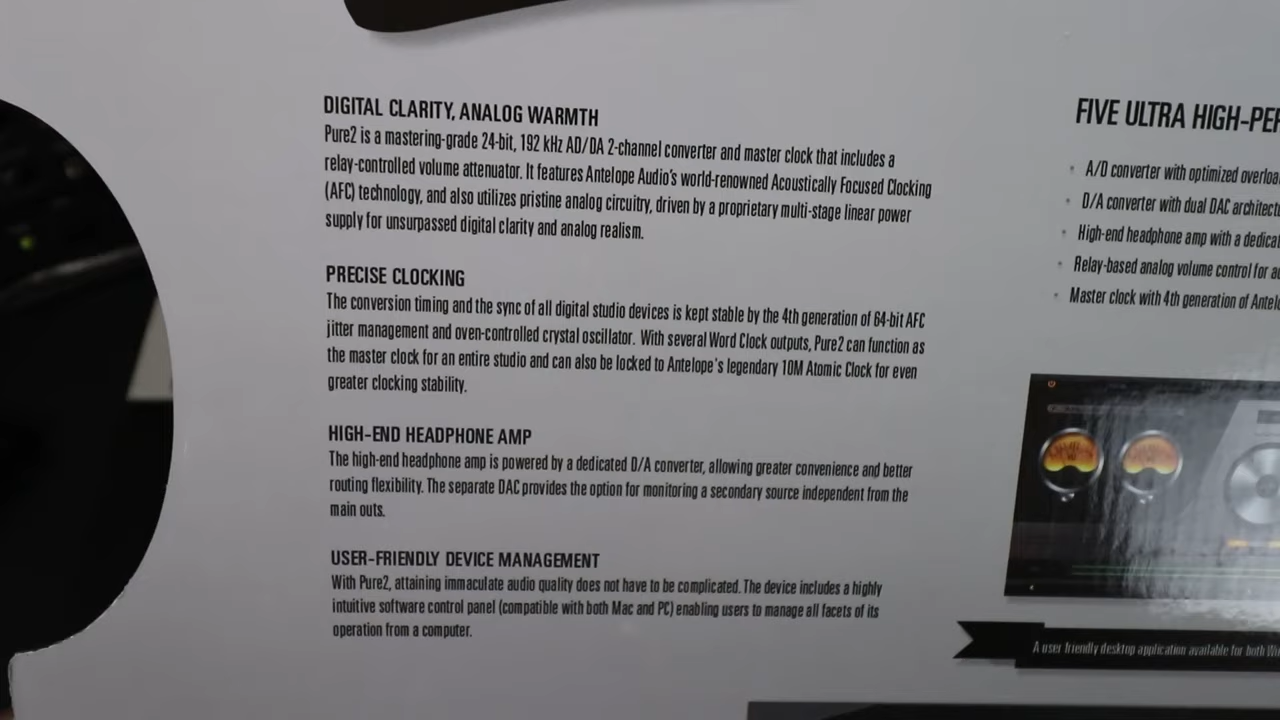 DIGITAL CLARITY, ANALOG WARMTH
Pure2 is a mastering-grade 24-bit, 192 kHz AD/DA 2-channel converter and master clock that includes a
relay-controlled volume attenuator. It features Antelope Audio's world-renowned Acoustically Focused Clocking
(AFC) technology, and also utilizes pristine analog circuitry, driven by a proprietary multi-stage linear power
supply for unsurpassed digital clarity and analog realism.
PRECISE CLOCKING
The conversion timing and the sync of all digital studio devices is kept stable by the 4th generation of 64-bit AFC
jitter management and oven-controlled crystal oscillator. With several Word Clock outputs, Pure2 can function as
the master clock for an entire studio and can also be locked to Antelope's legendary 10M Atomic Clock for even
greater clocking stability.
HIGH-END HEADPHONE AMP
The high-end headphone amp is powered by a dedicated D/A converter, allowing greater convenience and better
routing flexibility. The separate DAC provides the option for monitoring a secondary source independent from the
main outs.
USER-FRIENDLY DEVICE MANAGEMENT
With Pure2, attaining immaculate audio quality does not have to be complicated. The device includes a highly
intuitive software control panel (compatible with both Mac and PC) enabling users to manage all facets of its
operation from a computer.
FIVE ULTRA HIGH-PER
A/D converter with optimized overloa
D/A converter with dual DAC architect
High-end headphone amp with a dedicat
Relay-based analog volume control for au
Master clock with 4th generation of Antel
A user friendly desktop application available for both Wi